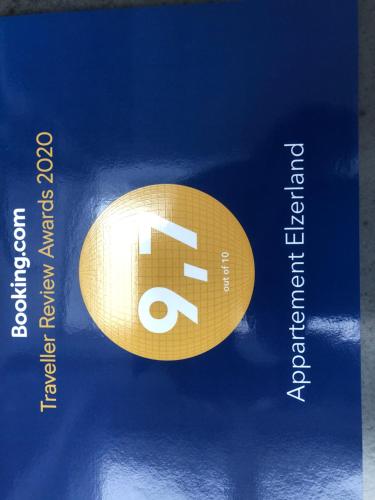 Booking.com
Traveller Review Awards 2020
9,7
out of 10
Appartement Elzerland